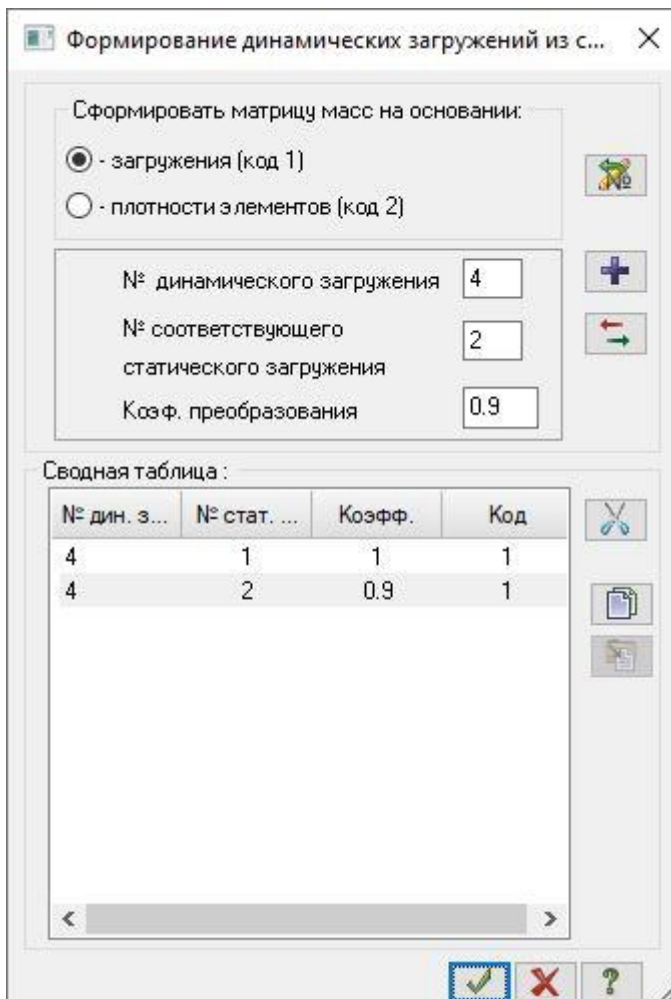 Формирование динамических загружений из с...
Сформировать матрицу масс на основании:
- загружения (код 1)
- плотности элементов (код 2)
№ динамического загружения 4
№ соответствующего
статического загружения 2
Коэф. преобразования 0.9
Сводная таблица :
№ дин. з... № стат. ... Коэфф. Код
4 1 1 1
4 2 0.9 1